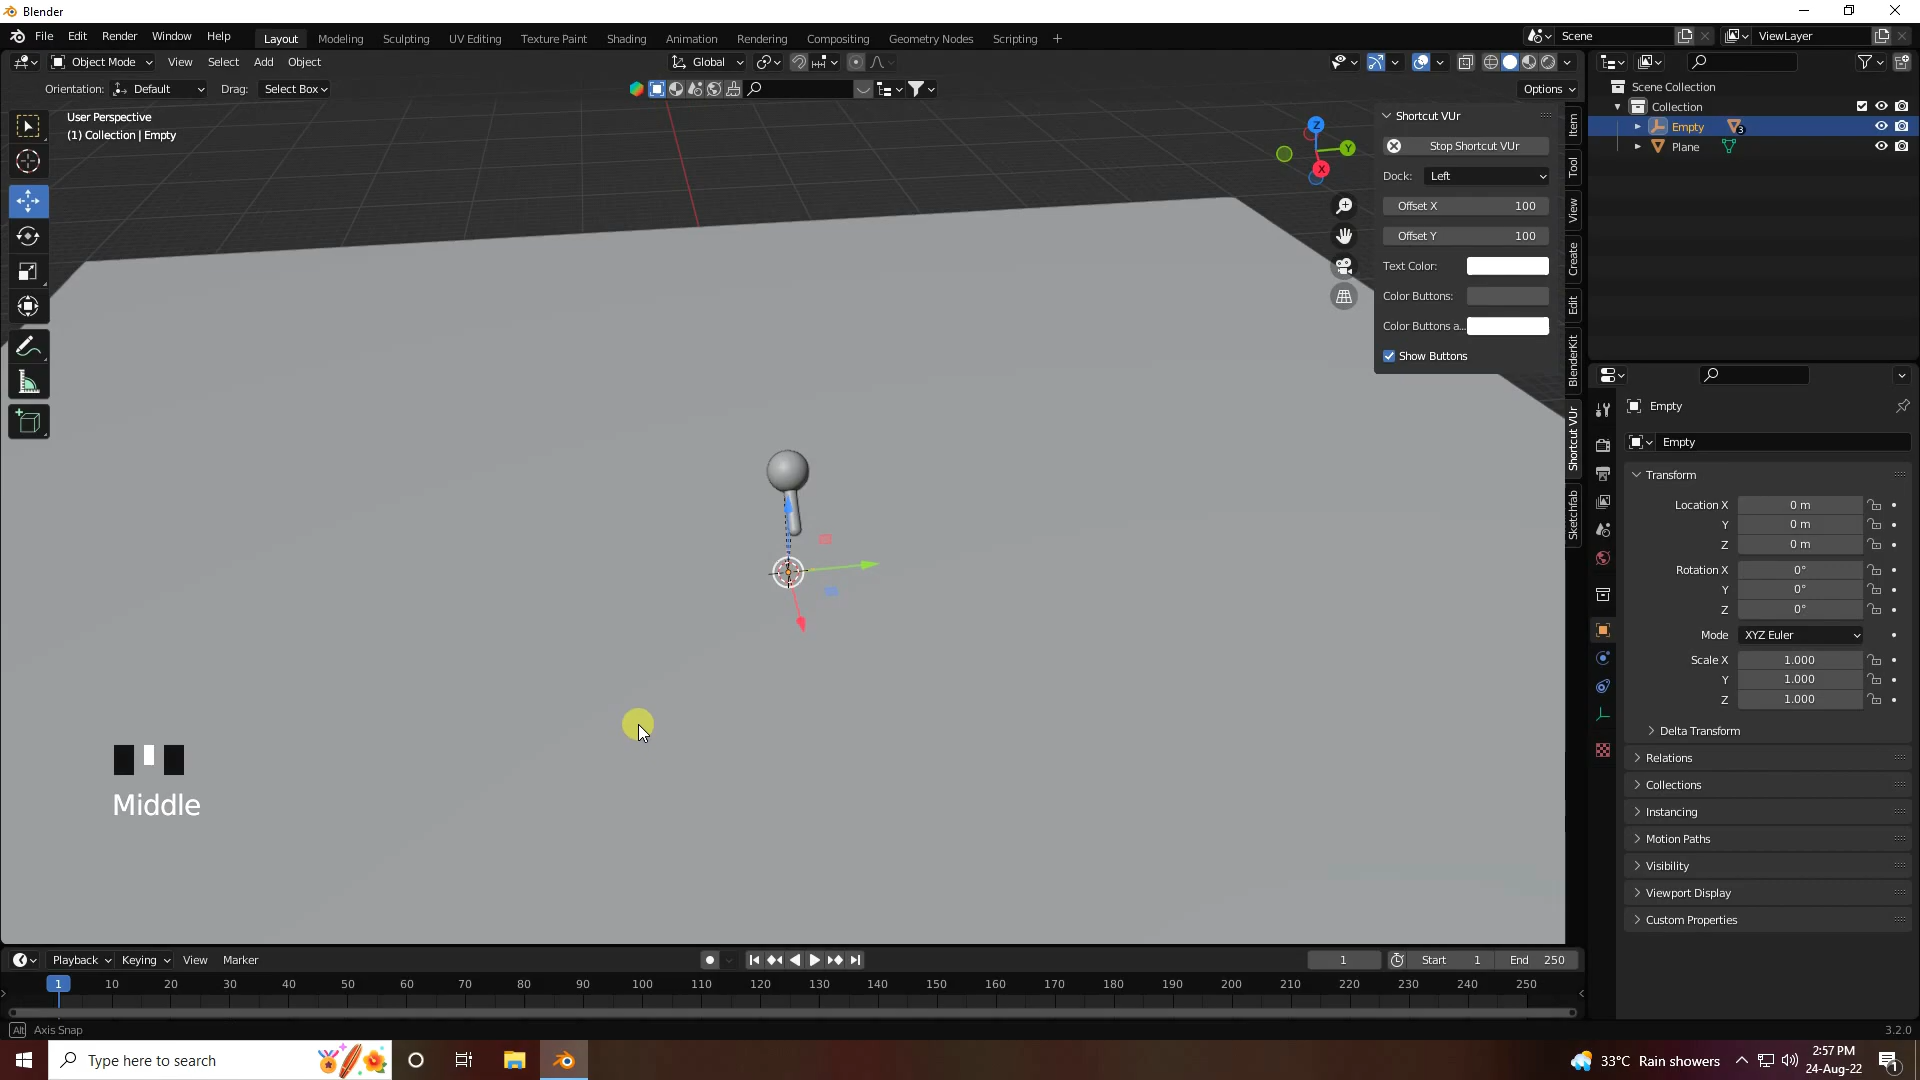 Blender
File Edit Render Window Help
Layout Modeling Sculpting UV Editing Texture Paint Shading Animation Rendering Compositing Geometry Nodes Scripting
Scene
ViewLayer
Object Mode View Select Add Object
Global
Orientation: Default Drag: Select Box
Options
User Perspective
(1) Collection | Empty
Z
Y
X
Shortcut VUr
Stop Shortcut VUr
Dock: Left
Offset X 100
Offset Y 100
Text Color:
Color Buttons:
Color Buttons a...
Show Buttons
Item
Tool
View
Create
Edit
BlenderKit
Shortcut VUr
Sketchfab
Scene Collection
Collection
Empty 3
Plane
Empty
Empty
Transform
Location X 0 m
Y 0 m
Z 0 m
Rotation X 0°
Y 0°
Z 0°
Mode XYZ Euler
Scale X 1.000
Y 1.000
Z 1.000
Delta Transform
Relations
Collections
Instancing
Motion Paths
Visibility
Viewport Display
Custom Properties
Middle
Playback Keying View Marker
1 Start 1 End 250
1 10 20 30 40 50 60 70 80 90 100 110 120 130 140 150 160 170 180 190 200 210 220 230 240 250
Alt Axis Snap
3.2.0
Type here to search
33°C Rain showers
2:57 PM
24-Aug-22
1